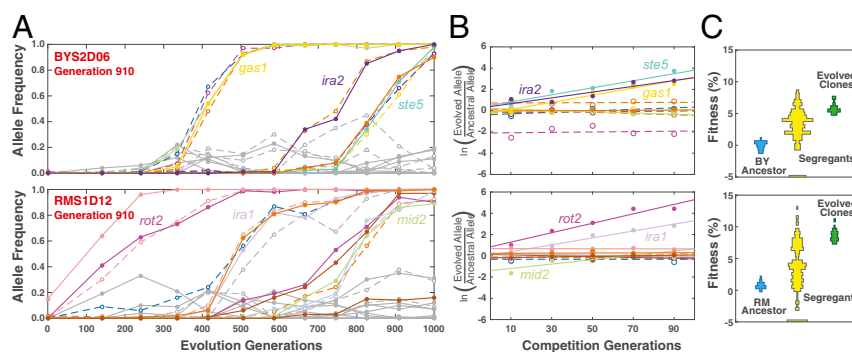 A
B
C
BYS2D06
Generation 910
gas1
ira2
ste5
Allele Frequency
1.0
0.8
0.6
0.4
0.2
0.0
RMS1D12
Generation 910
rot2
ira1
mid2
Allele Frequency
1.0
0.8
0.6
0.4
0.2
0.0
0 100 200 300 400 500 600 700 800 900 1000
Evolution Generations
ln (Evolved Allele / Ancestral Allele)
6
4
2
0
-2
-4
-6
ste5
ira2
gas1
ln (Evolved Allele / Ancestral Allele)
6
4
2
0
-2
-4
-6
rot2
ira1
mid2
10 30 50 70 90
Competition Generations
Fitness (%)
15
10
5
0
-5
Evolved
Clones
BY
Ancestor
Segregants
Fitness (%)
15
10
5
0
-5
Evolved
Clones
RM
Ancestor
Segregants